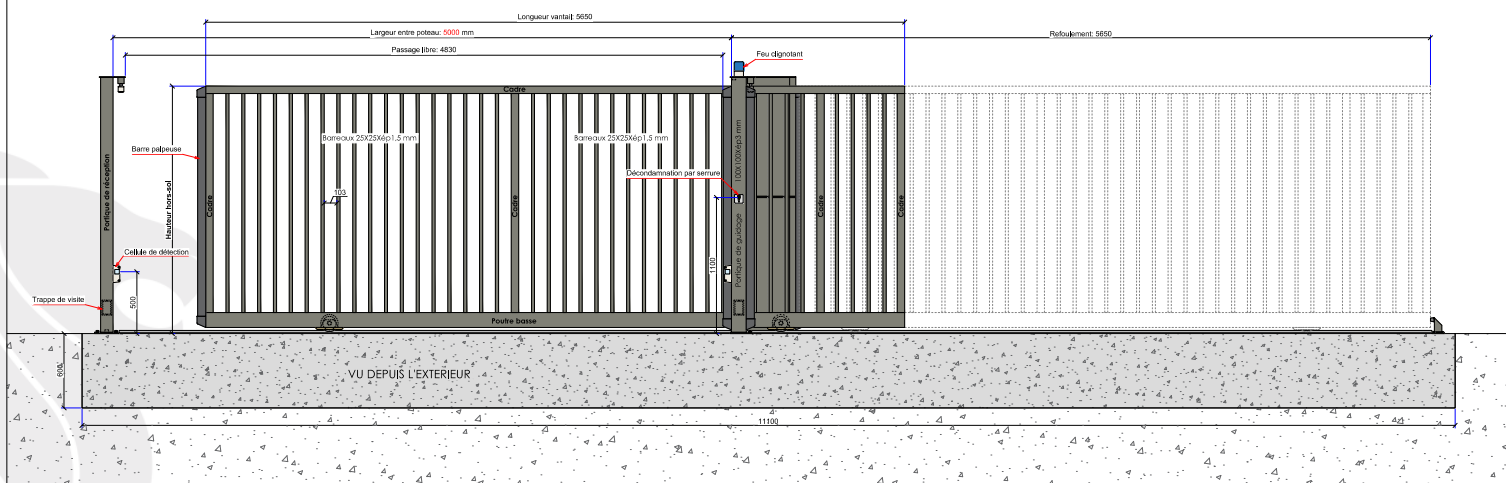 Longueur vantail: 5650
Largeur entre poteau: 5000 mm
Refoulement: 5650
Passage libre: 4830
Feu clignotant
Cadre
Barreaux 25X25Xép1,5 mm
Barreaux 25X25Xép1,5 mm
100X100Xép3 mm
Barre palpeuse
Portique de réception
Décondamnation par serrure
103
Hauteur hors-sol
Cadre
Cadre
Cadre
Cadre
Portique de guidage
Cellule de détection
1100
500
Trappe de visite
Poutre basse
600
VU DEPUIS L'EXTERIEUR
11100